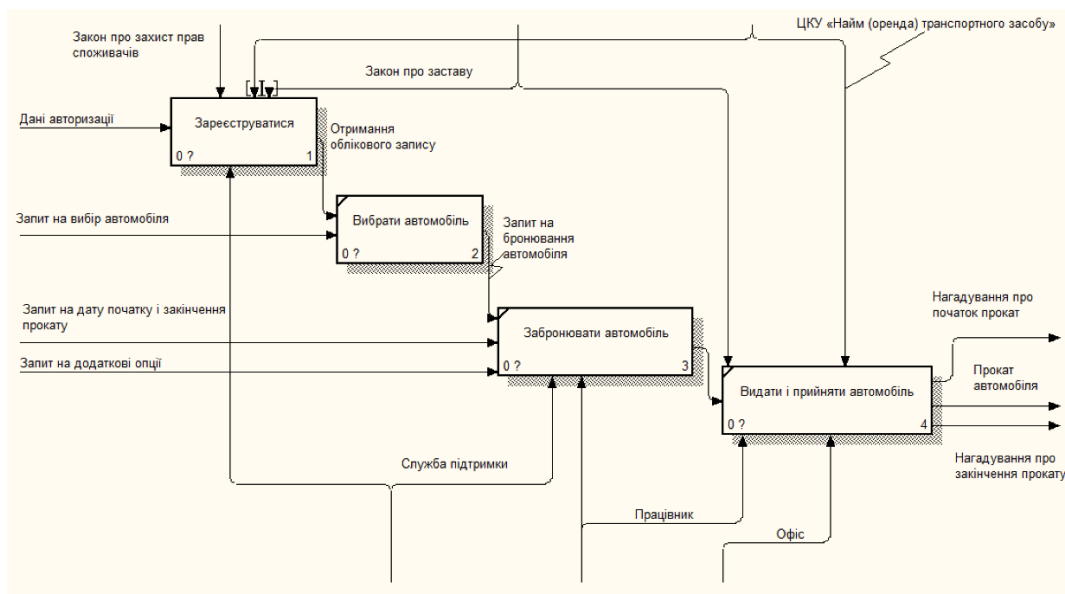 ЦКУ «Найм (оренда) транспортного засобу»
Закон про захист прав
споживачів
Закон про заставу
Дані авторизації
Зареєструватися
0 ?
1
Отримання
облікового запису
Запит на вибір автомобіля
Вибрати автомобіль
0 ?
2
Запит на
бронювання
автомобіля
Запит на дату початку і закінчення
прокату
Забронювати автомобіль
Запит на додаткові опції
0 ?
3
Нагадування про
початок прокат
Видати і прийняти автомобіль
0 ?
4
Прокат
автомобіля
Нагадування про
закінчення прокату
Служба підтримки
Працівник
Офіс